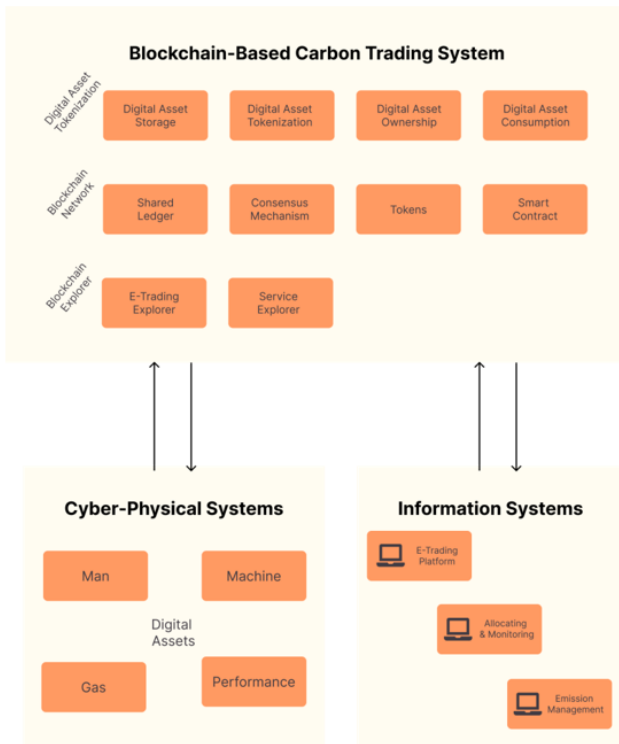 Blockchain-Based Carbon Trading System
Digital Asset
Tokenization
Digital Asset
Storage
Digital Asset
Tokenization
Digital Asset
Ownership
Digital Asset
Consumption
Blockchain
Network
Shared
Ledger
Consensus
Mechanism
Tokens
Smart
Contract
Blockchain
Explorer
E-Trading
Explorer
Service
Explorer
Cyber-Physical Systems
Man
Machine
Digital
Assets
Gas
Performance
Information Systems
E-Trading
Platform
Allocating
& Monitoring
Emission
Management